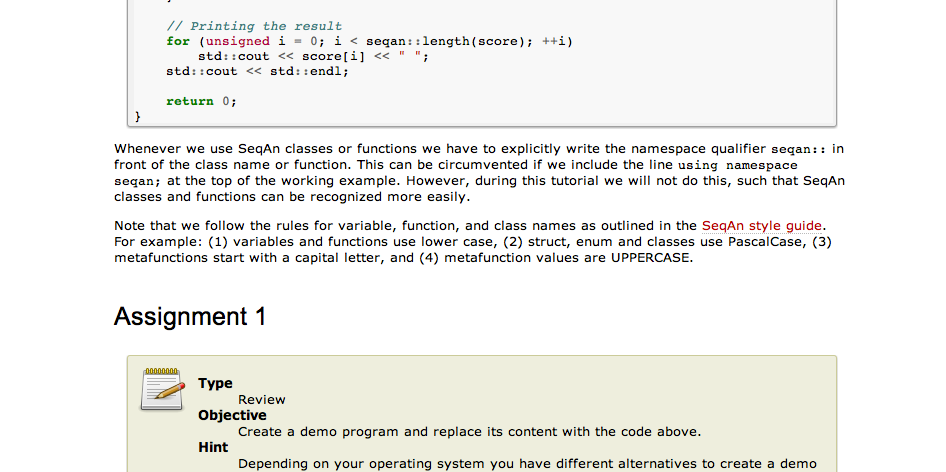 // Printing the result
for (unsigned i = 0; i < seqan::length(score); ++i)
std::cout << score[i] << " ";
std::cout << std::endl;
return 0;
}
Whenever we use SeqAn classes or functions we have to explicitly write the namespace qualifier seqan:: in
front of the class name or function. This can be circumvented if we include the line using namespace
seqan; at the top of the working example. However, during this tutorial we will not do this, such that SeqAn
classes and functions can be recognized more easily.
Note that we follow the rules for variable, function, and class names as outlined in the SeqAn style guide.
For example: (1) variables and functions use lower case, (2) struct, enum and classes use PascalCase, (3)
metafunctions start with a capital letter, and (4) metafunction values are UPPERCASE.
Assignment 1
Type
Review
Objective
Create a demo program and replace its content with the code above.
Hint
Depending on your operating system you have different alternatives to create a demo